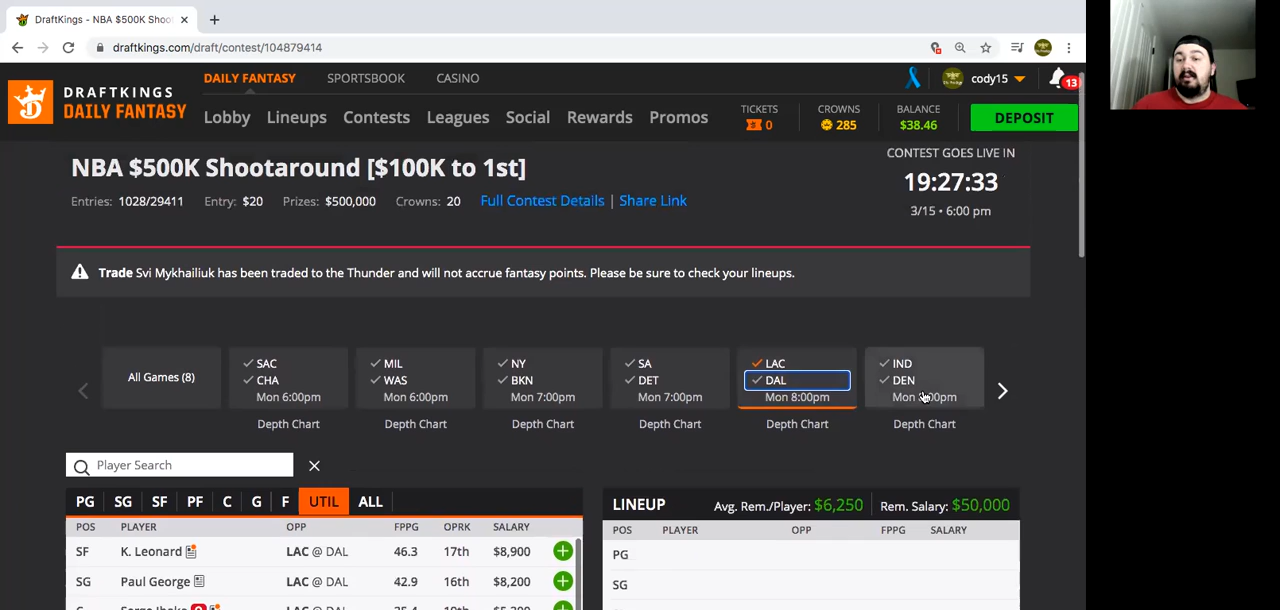 DraftKings - NBA $500K Shoo
draftkings.com/draft/contest/104879414
DRAFTKINGS
DAILY FANTASY
DAILY FANTASY SPORTSBOOK CASINO
cody15
13
Lobby Lineups Contests Leagues Social Rewards Promos
TICKETS
0
CROWNS
285
BALANCE
$38.46
DEPOSIT
NBA $500K Shootaround [$100K to 1st]
CONTEST GOES LIVE IN
19:27:33
3/15 • 6:00 pm
Entries: 1028/29411 Entry: $20 Prizes: $500,000 Crowns: 20 Full Contest Details | Share Link
Trade Svi Mykhailiuk has been traded to the Thunder and will not accrue fantasy points. Please be sure to check your lineups.
All Games (8)
SAC
CHA
Mon 6:00pm
Depth Chart
MIL
WAS
Mon 6:00pm
Depth Chart
NY
BKN
Mon 7:00pm
Depth Chart
SA
DET
Mon 7:00pm
Depth Chart
LAC
DAL
Mon 8:00pm
Depth Chart
IND
DEN
Mon 00pm
Depth Chart
Player Search
PG SG SF PF C G F UTIL ALL
POS PLAYER OPP FPPG OPRK SALARY
SF K. Leonard LAC @ DAL 46.3 17th $8,900
SG Paul George LAC @ DAL 42.9 16th $8,200
LINEUP Avg. Rem./Player: $6,250 Rem. Salary: $50,000
POS PLAYER OPP FPPG SALARY
PG
SG